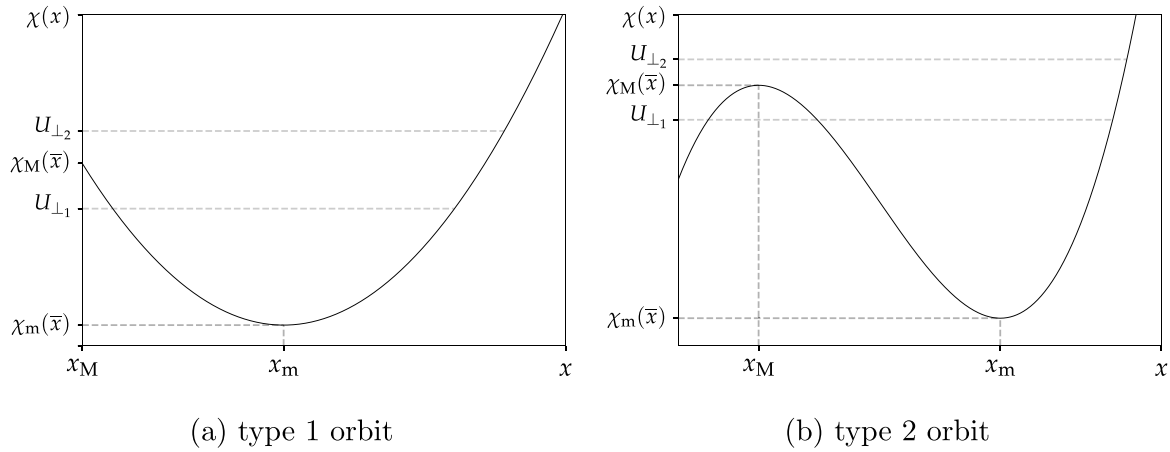 χ(x)
U⊥₂
χM(x̅)
U⊥₁
χm(x̅)
xM
xm
x
(a) type 1 orbit
χ(x)
U⊥₂
χM(x̅)
U⊥₁
χm(x̅)
xM
xm
x
(b) type 2 orbit